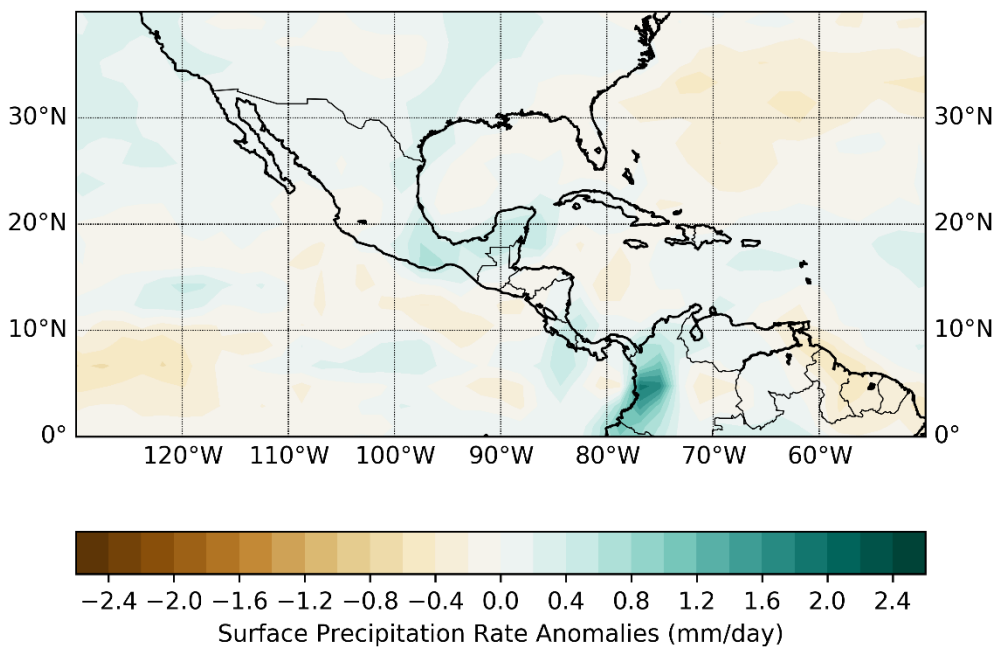 30°N 30°N
20°N 20°N
10°N 10°N
0° 0°
120°W 110°W 100°W 90°W 80°W 70°W 60°W
−2.4 −2.0 −1.6 −1.2 −0.8 −0.4 0.0 0.4 0.8 1.2 1.6 2.0 2.4
Surface Precipitation Rate Anomalies (mm/day)